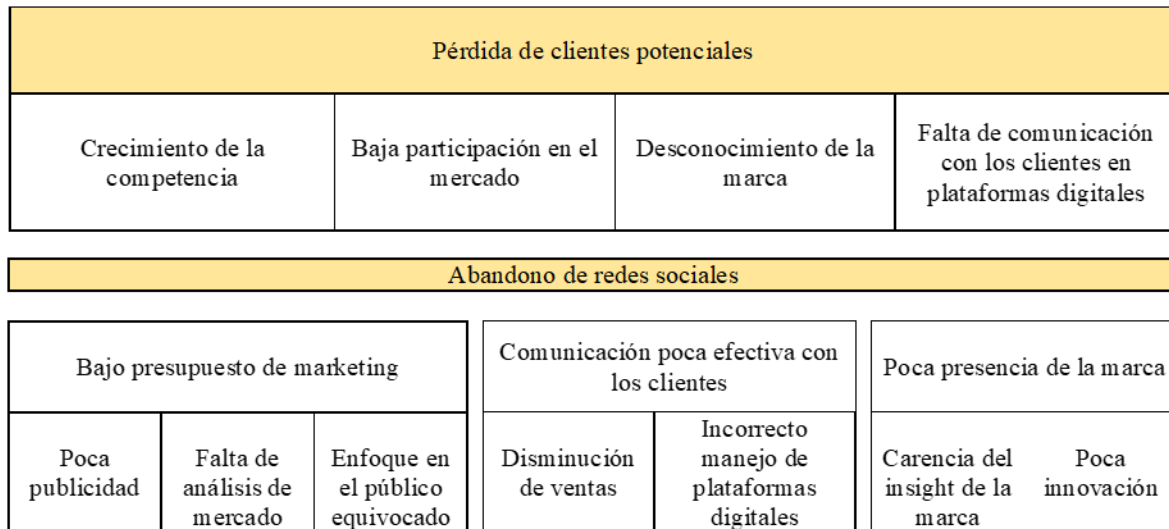 Pérdida de clientes potenciales
Crecimiento de la
competencia
Baja participación en el
mercado
Desconocimiento de la
marca
Falta de comunicación
con los clientes en
plataformas digitales
Abandono de redes sociales
Bajo presupuesto de marketing
Comunicación poca efectiva con
los clientes
Poca presencia de la marca
Poca
publicidad
Falta de
análisis de
mercado
Enfoque en
el público
equivocado
Disminución
de ventas
Incorrecto
manejo de
plataformas
digitales
Carencia del
insight de la
marca
Poca
innovación